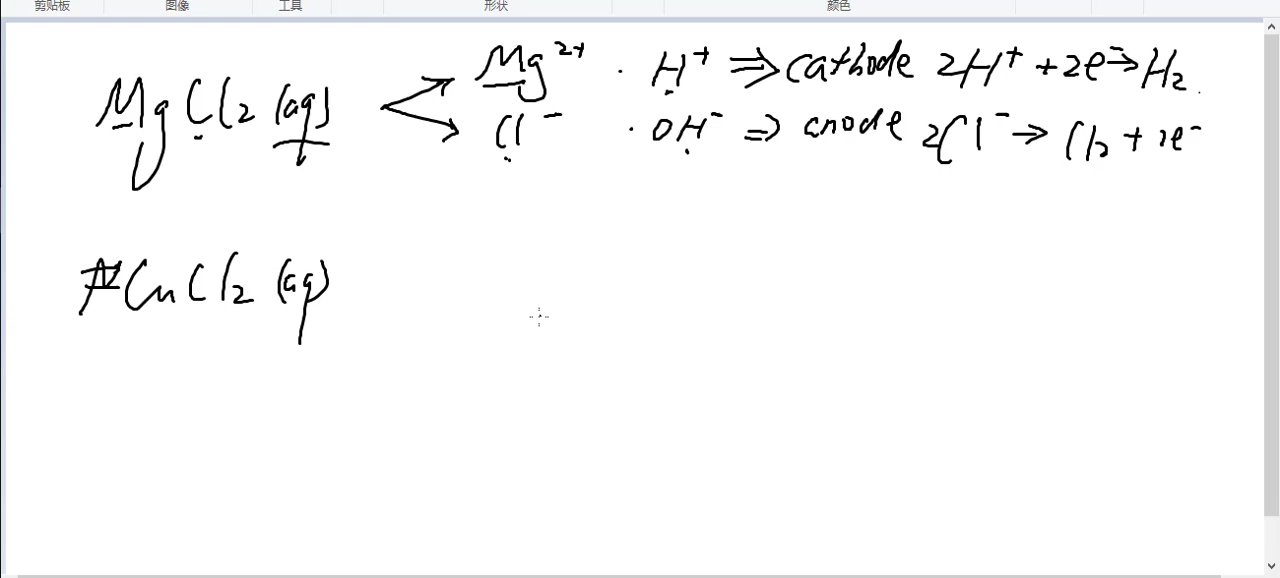 剪贴板 图像 工具 形状 颜色
MgCl2 (aq) Mg2+ · H+ ⇒ cathode 2H+ + 2e- → H2
Cl- · OH- ⇒ anode 2Cl- → Cl2 + 2e-
CuCl2 (aq)